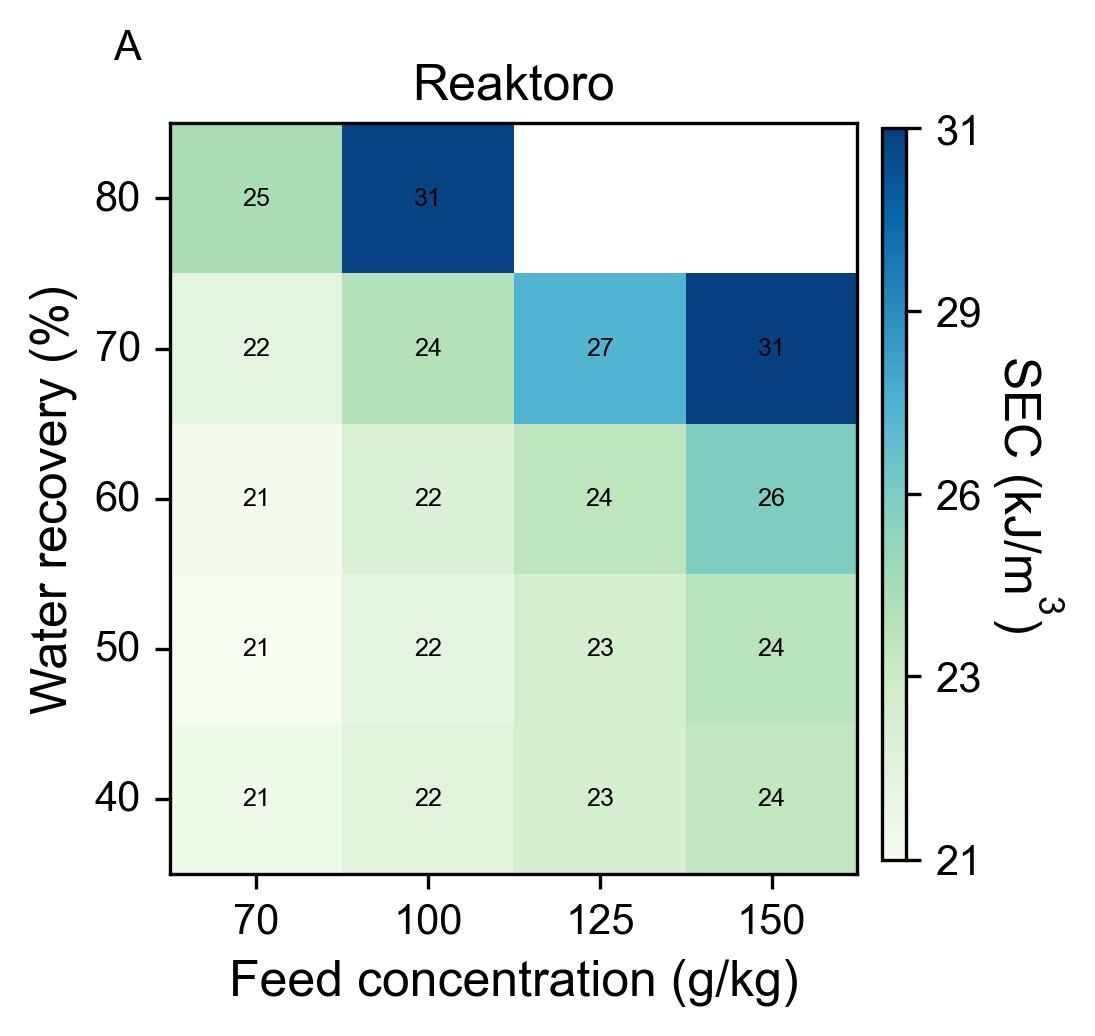 A
Reaktoro
80 25 31
70 22 24 27 31
60 21 22 24 26
50 21 22 23 24
40 21 22 23 24
70 100 125 150
Feed concentration (g/kg)
Water recovery (%)
31
29
26
23
21
SEC (kJ/m³)